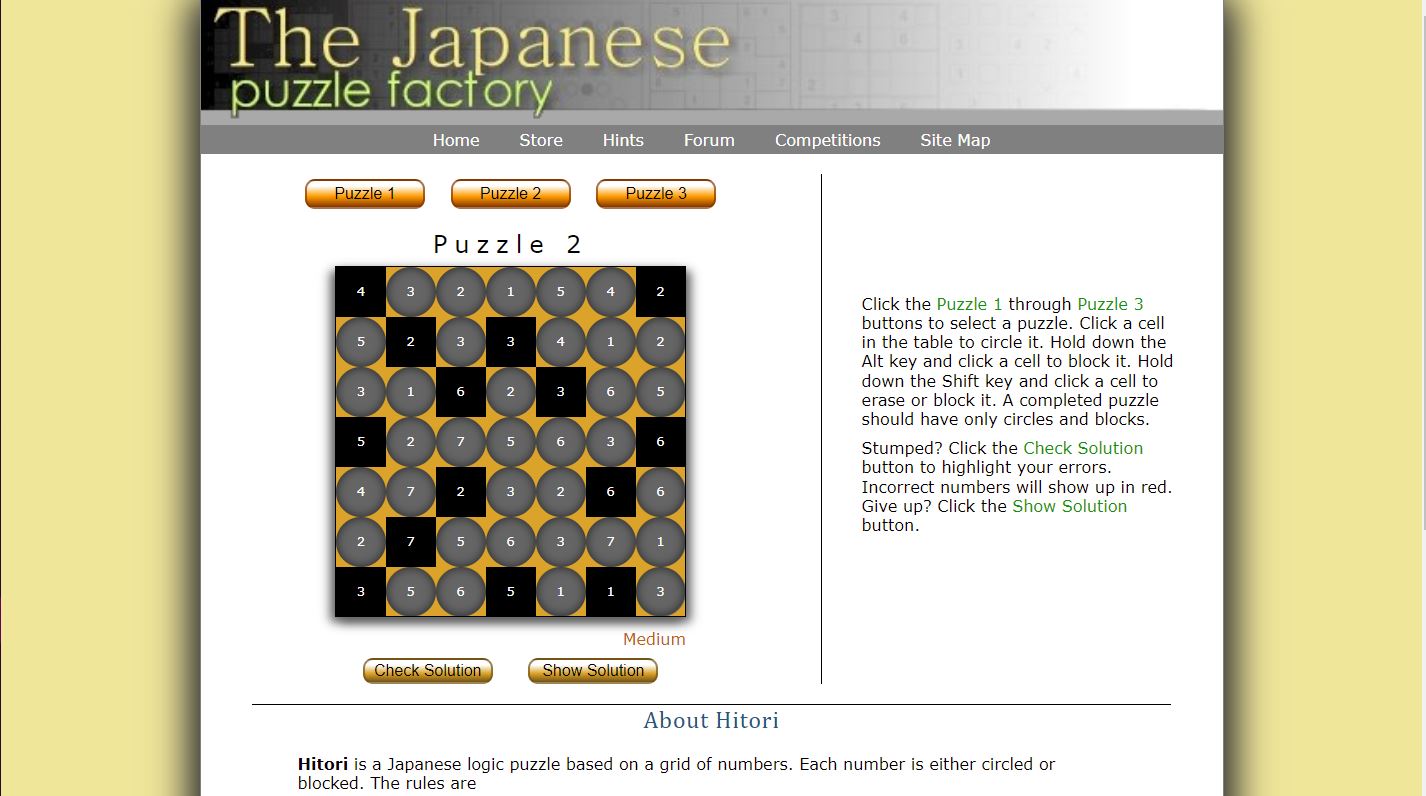 The Japanese
puzzle factory
Home Store Hints Forum Competitions Site Map
Puzzle 1 Puzzle 2 Puzzle 3
Puzzle 2
4 3 2 1 5 4 2
5 2 3 3 4 1 2
3 1 6 2 3 6 5
5 2 7 5 6 3 6
4 7 2 3 2 6 6
2 7 5 6 3 7 1
3 5 6 5 1 1 3
Medium
Check Solution Show Solution
Click the Puzzle 1 through Puzzle 3
buttons to select a puzzle. Click a cell
in the table to circle it. Hold down the
Alt key and click a cell to block it. Hold
down the Shift key and click a cell to
erase or block it. A completed puzzle
should have only circles and blocks.
Stumped? Click the Check Solution
button to highlight your errors.
Incorrect numbers will show up in red.
Give up? Click the Show Solution
button.
About Hitori
Hitori is a Japanese logic puzzle based on a grid of numbers. Each number is either circled or
blocked. The rules are